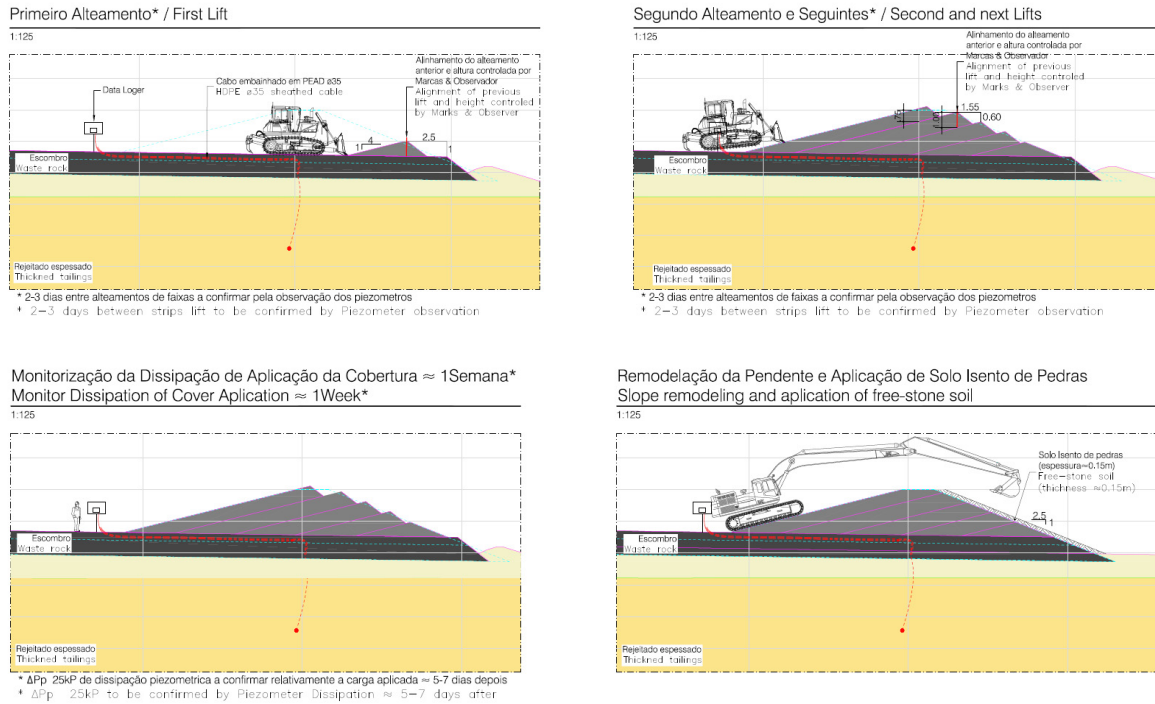 Primeiro Alteamento* / First Lift
1:125
Data Loger
Cabo embainhado em PEAD ø35
HDPE ø35 sheathed cable
Alinhamento do alteamento
anterior e altura controlada por
Marcas & Observador
Alignment of previous
lift and height controled
by Marks & Observer
1
4
2.5
1
Escombro
Waste rock
Rejeitado espessado
Thickned tailings
* 2-3 dias entre alteamentos de faixas a confirmar pela observação dos piezometros
* 2-3 days between strips lift to be confirmed by Piezometer observation
Segundo Alteamento e Seguintes* / Second and next Lifts
1:125
Alinhamento do alteamento
anterior e altura controlada por
Marcas & Observador
Alignment of previous
lift and height controled
by Marks & Observer
1.55
0.60
Escombro
Waste rock
Rejeitado espessado
Thickned tailings
* 2-3 dias entre alteamentos de faixas a confirmar pela observação dos piezometros
* 2-3 days between strips lift to be confirmed by Piezometer observation
Monitorização da Dissipação de Aplicação da Cobertura ≈ 1Semana*
Monitor Dissipation of Cover Aplication ≈ 1Week*
1:125
Escombro
Waste rock
Rejeitado espessado
Thickned tailings
* ΔPp 25kP de dissipação piezometrica a confirmar relativamente a carga aplicada ≈ 5-7 dias depois
* ΔPp 25kP to be confirmed by Piezometer Dissipation ≈ 5-7 days after
Remodelação da Pendente e Aplicação de Solo Isento de Pedras
Slope remodeling and aplication of free-stone soil
1:125
Solo Isento de pedras
(espessura≈0.15m)
Free-stone soil
(thichness ≈0.15m)
2.5
1
Escombro
Waste rock
Rejeitado espessado
Thickned tailings